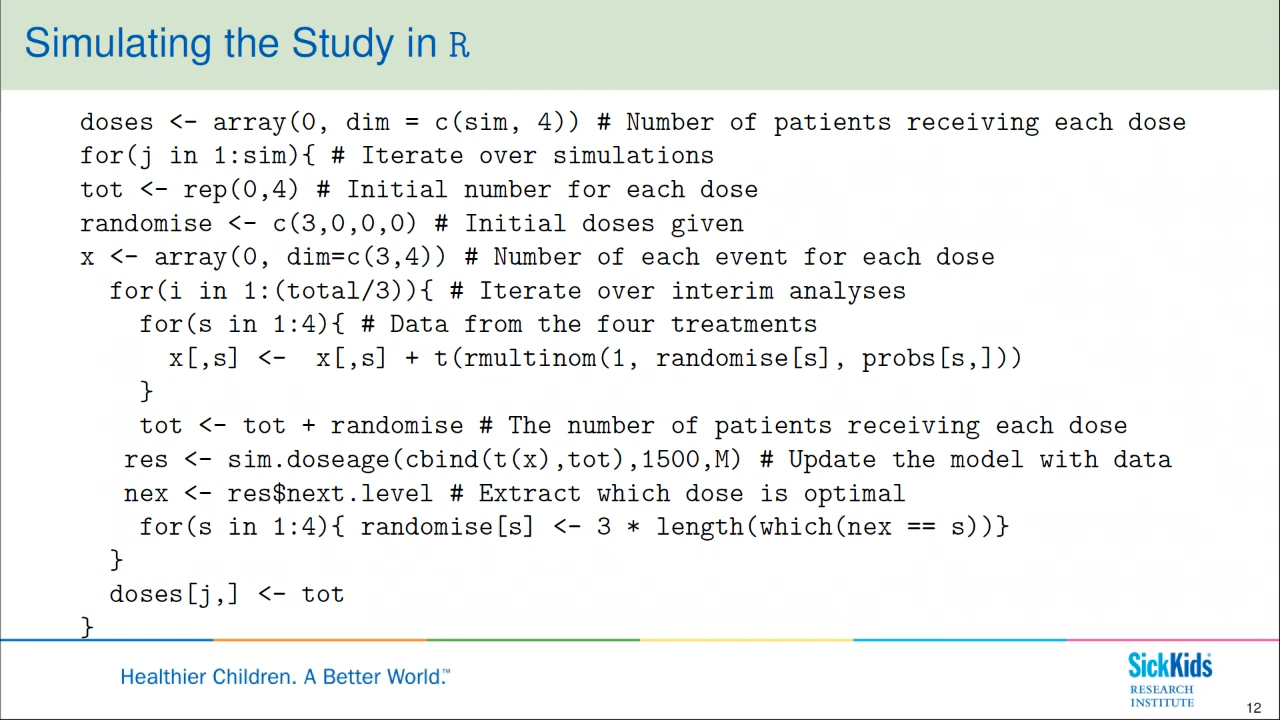 Simulating the Study in R
doses <- array(0, dim = c(sim, 4)) # Number of patients receiving each dose
for(j in 1:sim){ # Iterate over simulations
tot <- rep(0,4) # Initial number for each dose
randomise <- c(3,0,0,0) # Initial doses given
x <- array(0, dim=c(3,4)) # Number of each event for each dose
for(i in 1:(total/3)){ # Iterate over interim analyses
for(s in 1:4){ # Data from the four treatments
x[,s] <- x[,s] + t(rmultinom(1, randomise[s], probs[s,]))
}
tot <- tot + randomise # The number of patients receiving each dose
res <- sim.doseage(cbind(t(x),tot),1500,M) # Update the model with data
nex <- res$next.level # Extract which dose is optimal
for(s in 1:4){ randomise[s] <- 3 * length(which(nex == s))}
}
doses[j,] <- tot
}
Healthier Children. A Better World.™
SickKids®
RESEARCH
INSTITUTE
12